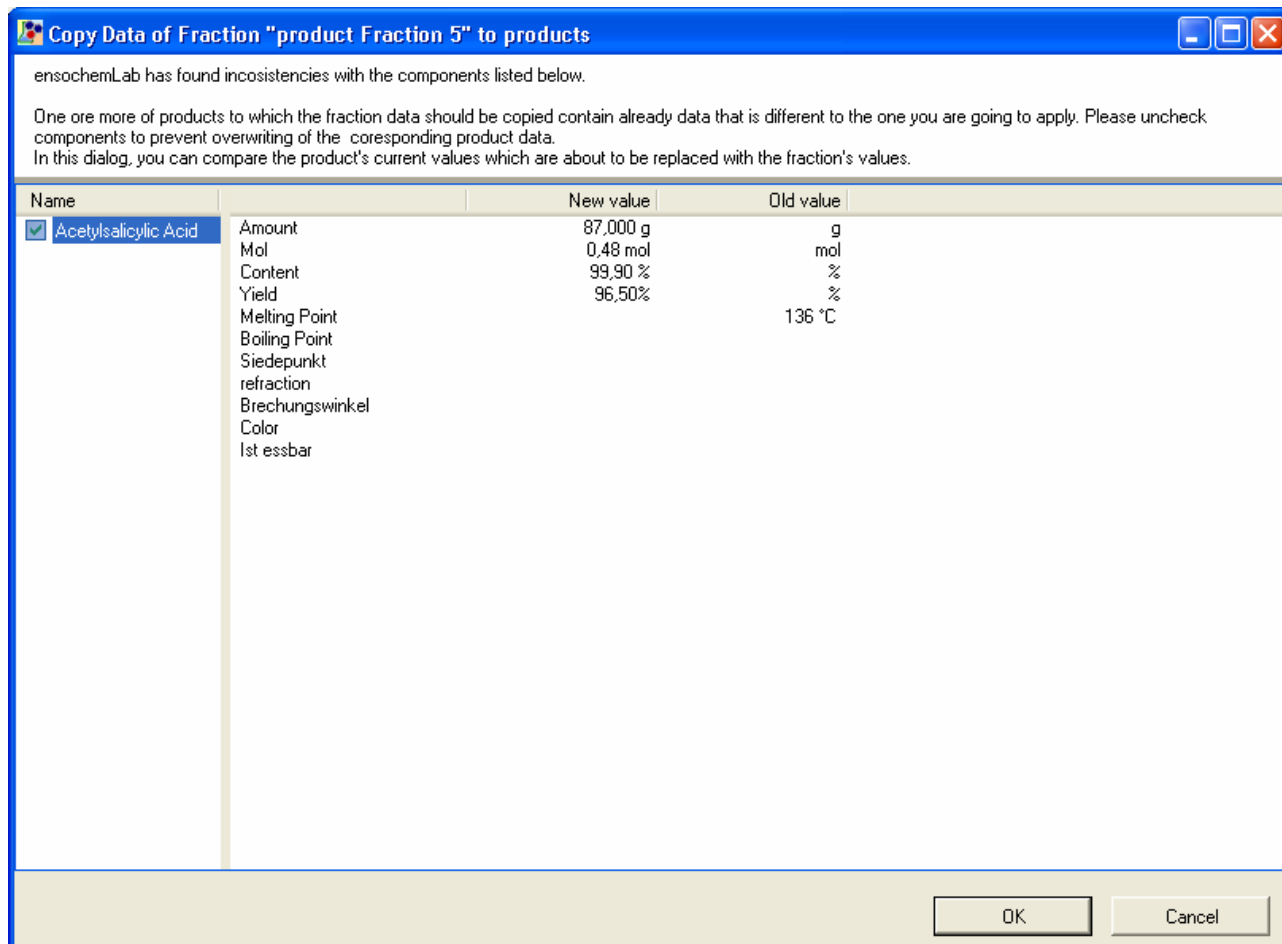 Copy Data of Fraction "product Fraction 5" to products
ensochemLab has found incosistencies with the components listed below.
One ore more of products to which the fraction data should be copied contain already data that is different to the one you are going to apply. Please uncheck
components to prevent overwriting of the coresponding product data.
In this dialog, you can compare the product's current values which are about to be replaced with the fraction's values.
Name New value Old value
Acetylsalicylic Acid Amount 87,000 g g
Mol 0,48 mol mol
Content 99,90 % %
Yield 96,50% %
Melting Point 136 °C
Boiling Point
Siedepunkt
refraction
Brechungswinkel
Color
Ist essbar
OK Cancel